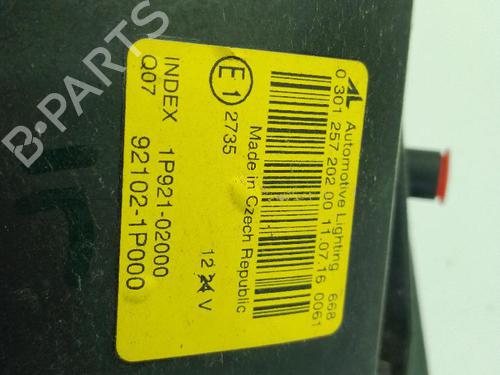 AL Automotive Lighting 668
0 301 257 202 00 11.07.16 0061
Made in Czech Republic
E1 2735
12 24 V
INDEX 1P921-02000
Q07 92102-1P000
B-PARTS